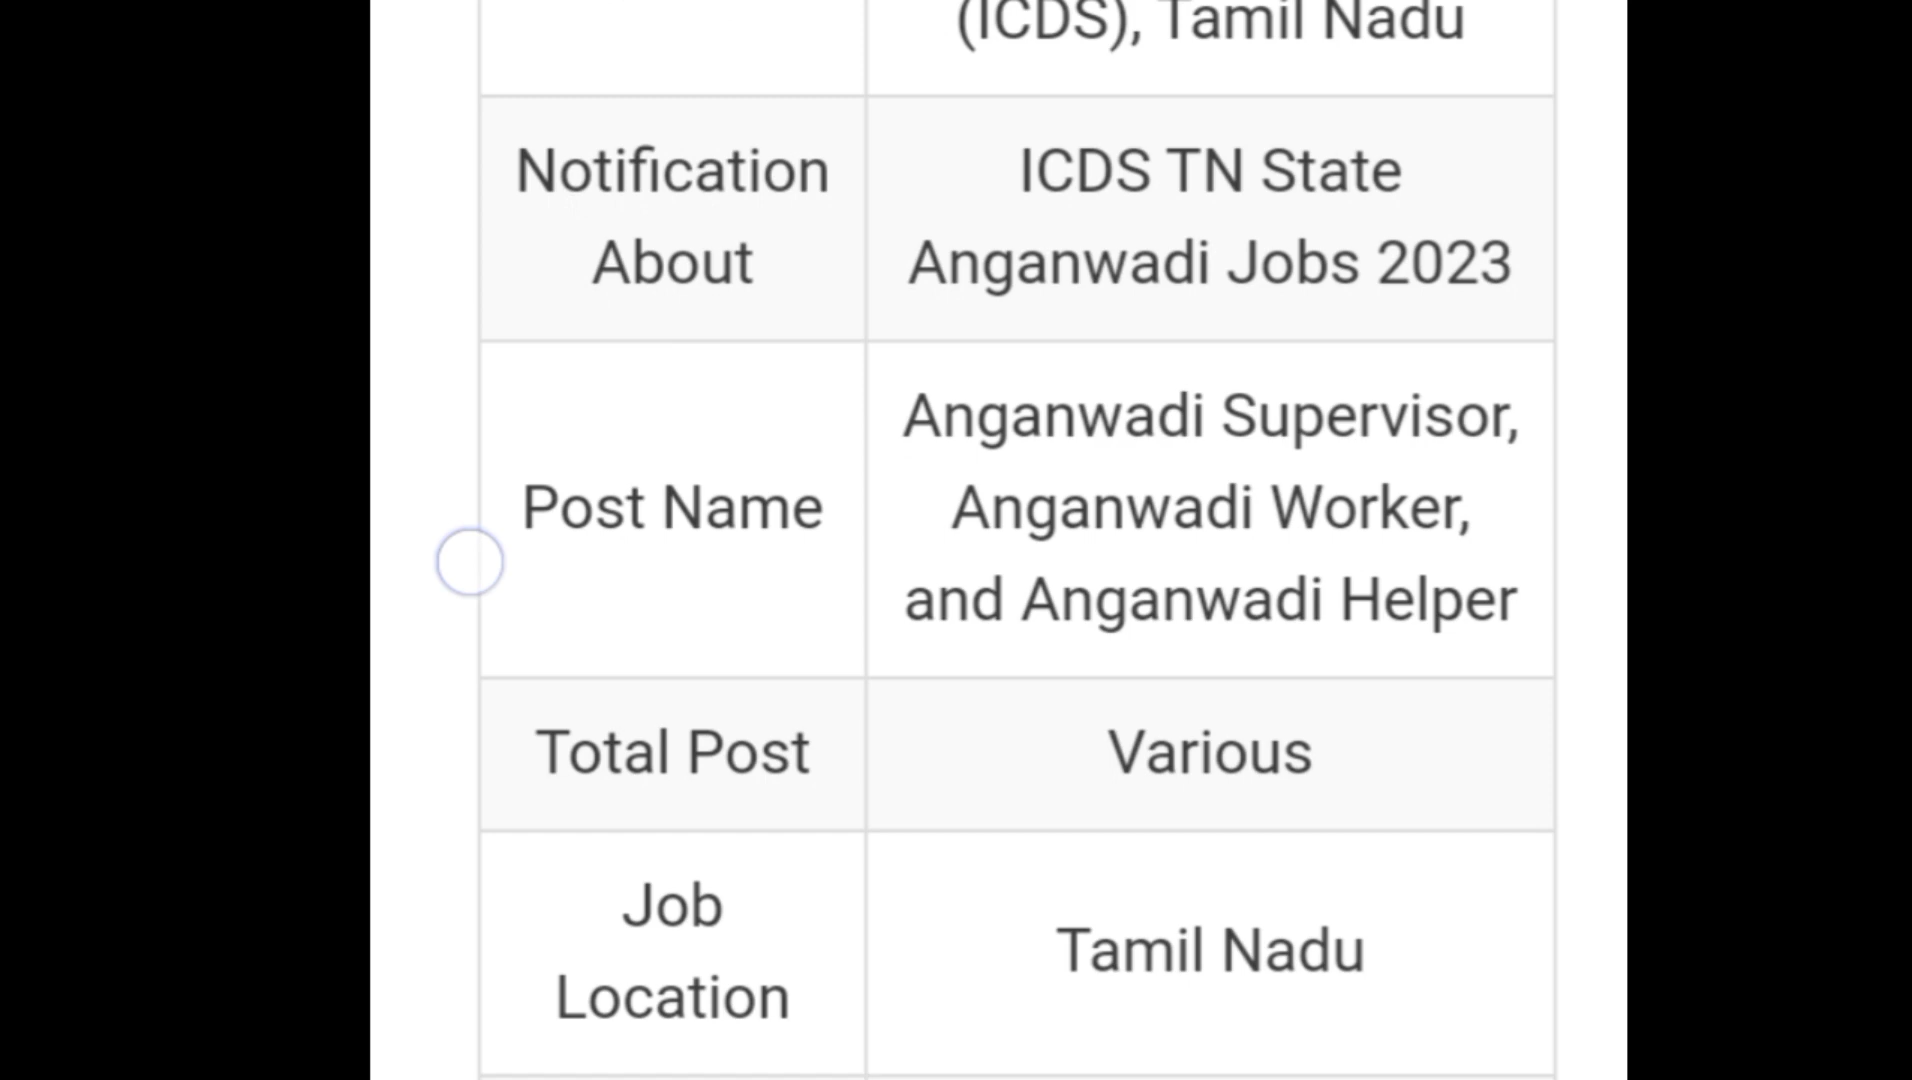 (ICDS), Tamil Nadu
Notification
About
ICDS TN State
Anganwadi Jobs 2023
Post Name
Anganwadi Supervisor,
Anganwadi Worker,
and Anganwadi Helper
Total Post
Various
Job
Location
Tamil Nadu